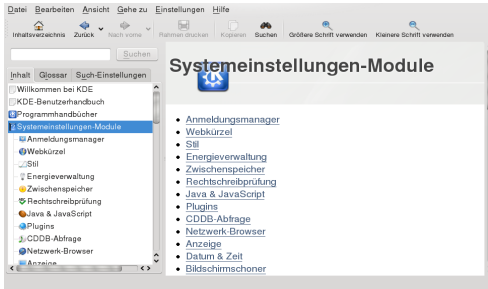 Datei Bearbeiten Ansicht Gehe zu Einstellungen Hilfe
Inhaltsverzeichnis Zurück Nach vorne Rahmen drucken Kopieren Suchen Größere Schrift verwenden Kleinere Schrift verwenden
Suchen
Inhalt Glossar Such-Einstellungen
Willkommen bei KDE
KDE-Benutzerhandbuch
Programmhandbücher
Systemeinstellungen-Module
Anmeldungsmanager
Webkürzel
Stil
Energieverwaltung
Zwischenspeicher
Rechtschreibprüfung
Java & JavaScript
Plugins
CDDB-Abfrage
Netzwerk-Browser
Anzeige
Systemeinstellungen-Module
Anmeldungsmanager
Webkürzel
Stil
Energieverwaltung
Zwischenspeicher
Rechtschreibprüfung
Java & JavaScript
Plugins
CDDB-Abfrage
Netzwerk-Browser
Anzeige
Datum & Zeit
Bildschirmschoner